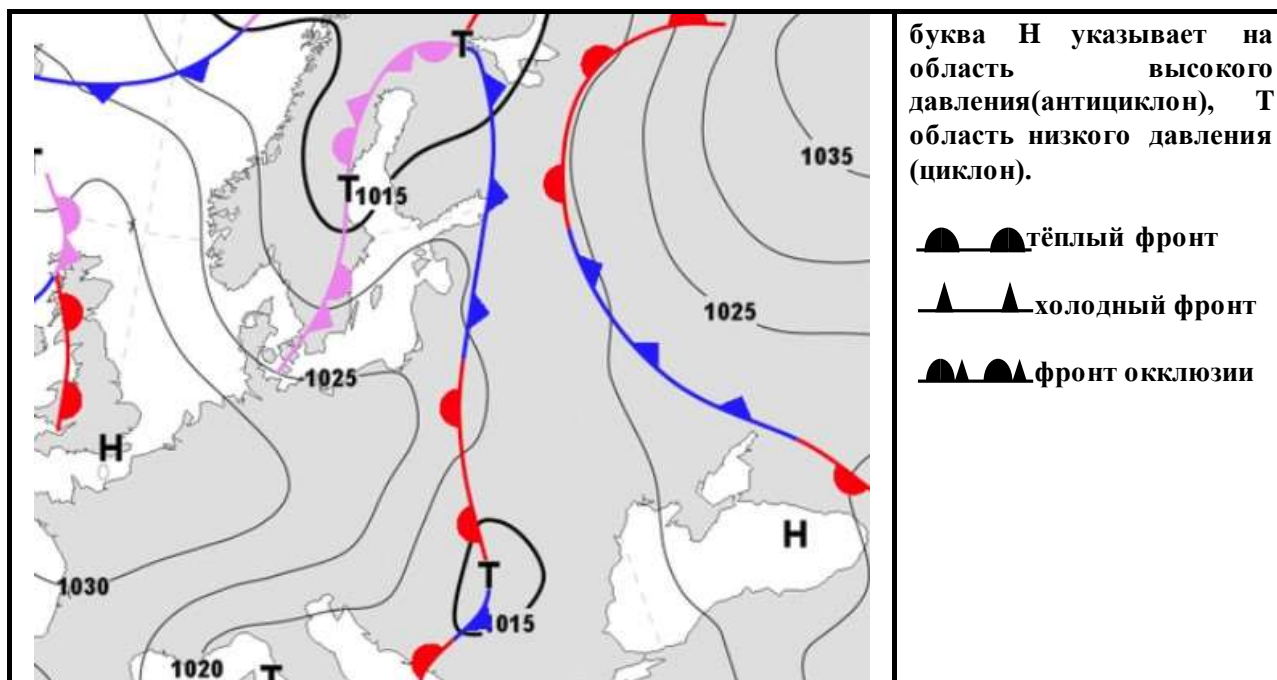 T
1035
T
T1015
1025
1025
H
H
1030
T
1015
1020
T
буква Н указывает на
область высокого
давления(антициклон), Т
область низкого давления
(циклон).
тёплый фронт
холодный фронт
фронт окклюзии